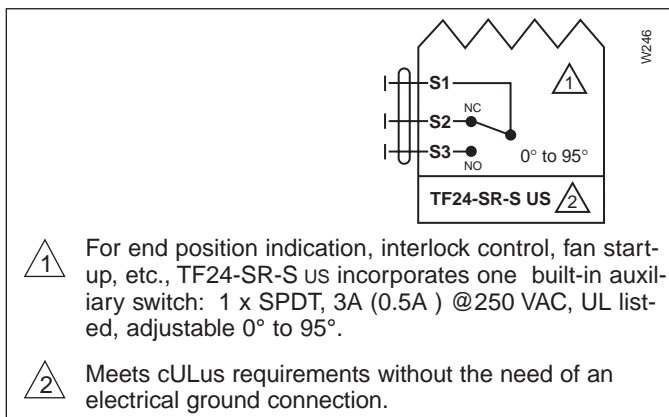 W246
1
S1
NC
S2
S3
NO
0° to 95°
TF24-SR-S US
2
1
For end position indication, interlock control, fan start-
up, etc., TF24-SR-S US incorporates one  built-in auxil-
iary switch:  1 x SPDT, 3A (0.5A ) @250 VAC, UL list-
ed, adjustable 0° to 95°.
2
Meets cULus requirements without the need of an
electrical ground connection.